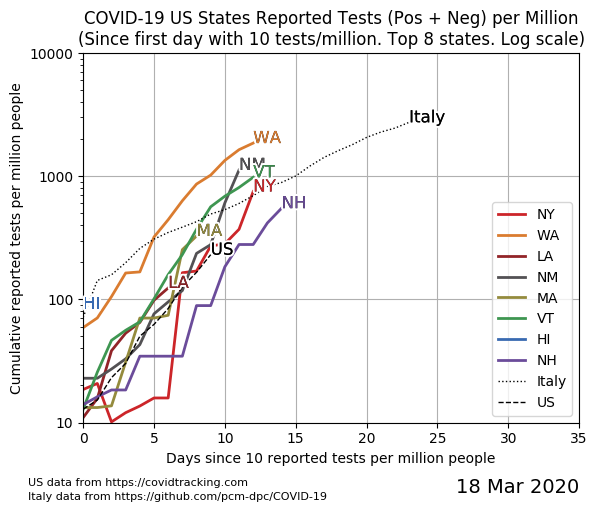 COVID-19 US States Reported Tests (Pos + Neg) per Million
(Since first day with 10 tests/million. Top 8 states. Log scale)
Cumulative reported tests per million people
10000
1000
100
10
Italy
WA
NM
VT
NY
NH
MA
US
LA
HI
NY
WA
LA
NM
MA
VT
HI
NH
Italy
US
0 5 10 15 20 25 30 35
Days since 10 reported tests per million people
US data from https://covidtracking.com
Italy data from https://github.com/pcm-dpc/COVID-19
18 Mar 2020